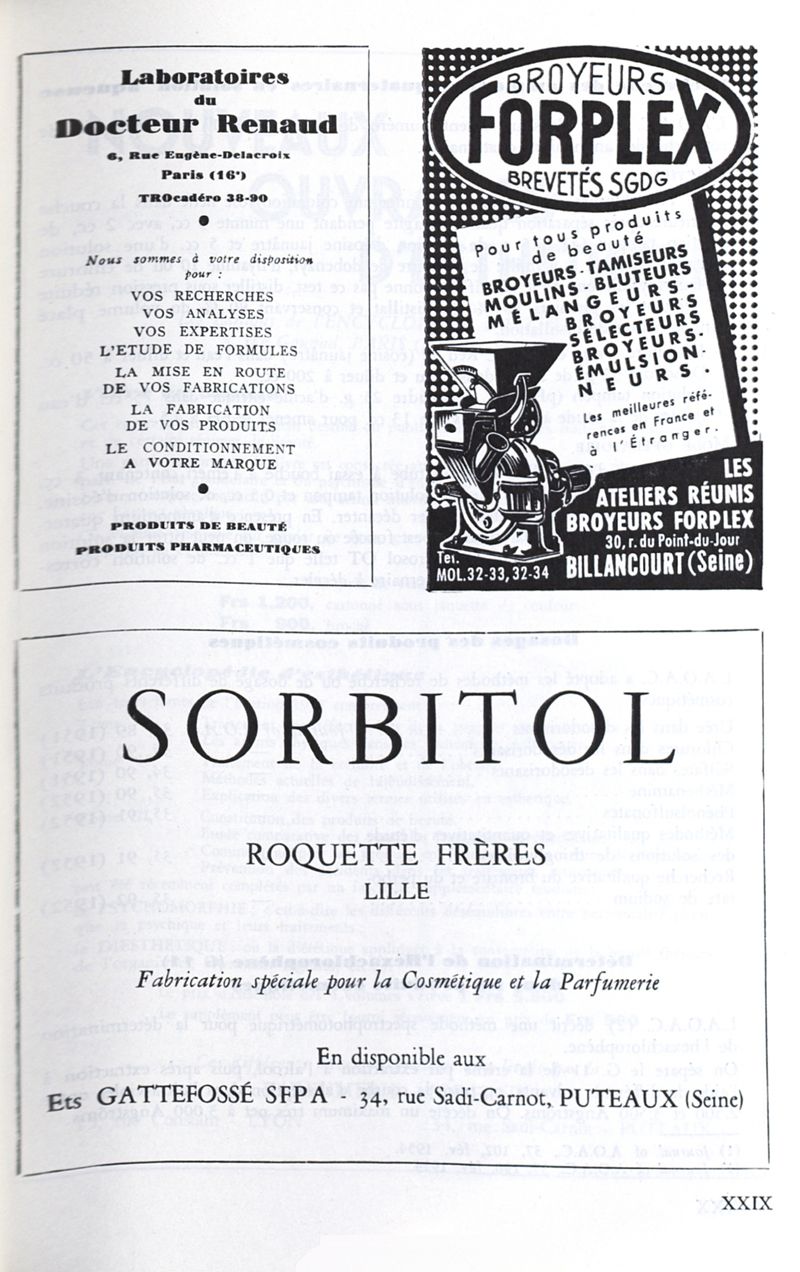 Laboratoires
du
Docteur Renaud
6, Rue Eugène-Delacroix
Paris (16ᵉ)
TROcadéro 38-90
●
Nous sommes à votre disposition
pour :
VOS RECHERCHES
VOS ANALYSES
VOS EXPERTISES
L'ETUDE DE FORMULES
LA MISE EN ROUTE
DE VOS FABRICATIONS
LA FABRICATION
DE VOS PRODUITS
LE CONDITIONNEMENT
A VOTRE MARQUE
●
PRODUITS DE BEAUTÉ
PRODUITS PHARMACEUTIQUES
BROYEURS
FORPLEX
BREVETÉS SGDG
pour tous produits
de beauté
BROYEURS-TAMISEURS
MOULINS-BLUTEURS
MÉLANGEURS-
BROYEURS
SÉLECTEURS
BROYEURS-
ÉMULSION-
NEURS.
Les meilleures réfé-
rences en France et
à l'Étranger.
LES
ATELIERS RÉUNIS
BROYEURS FORPLEX
30, r. du Point-du-Jour
BILLANCOURT (Seine)
Tél.
MOL. 32-33, 32-34
SORBITOL
ROQUETTE FRÈRES
LILLE
Fabrication spéciale pour la Cosmétique et la Parfumerie
En disponible aux
Ets GATTEFOSSÉ SFPA - 34, rue Sadi-Carnot, PUTEAUX (Seine)
XXIX